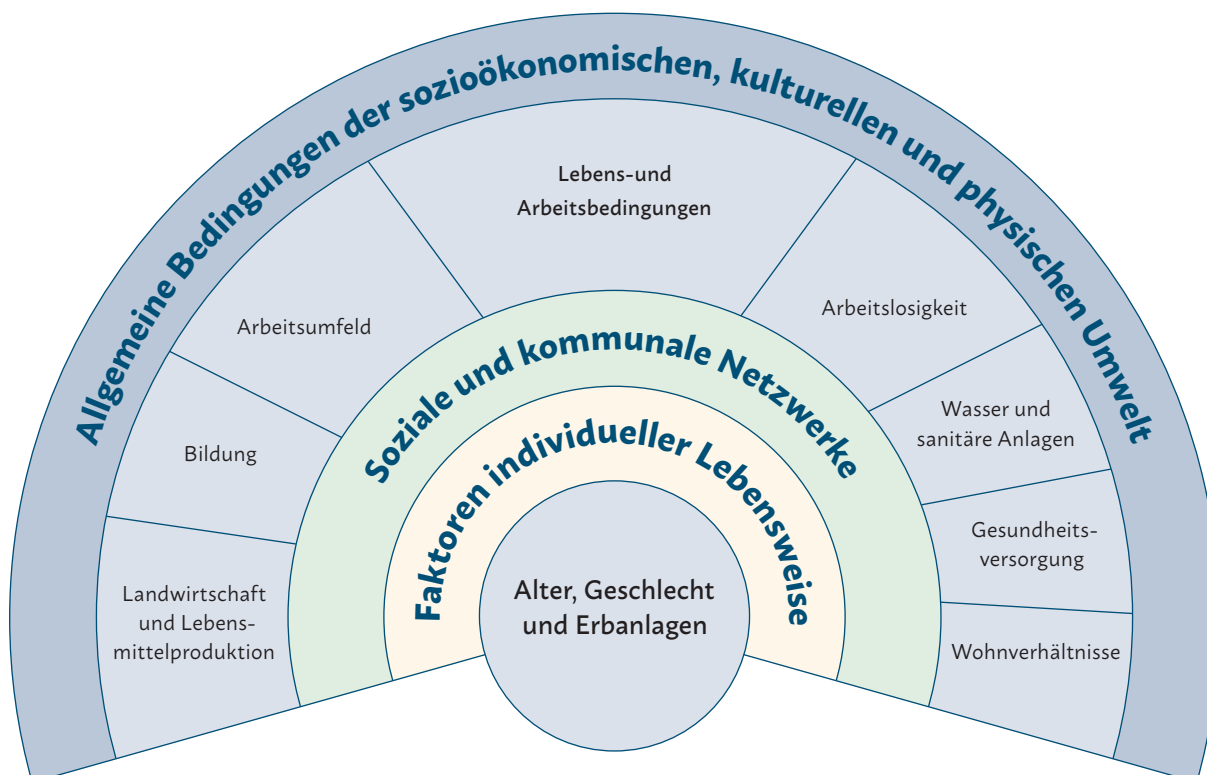 Allgemeine Bedingungen der sozioökonomischen, kulturellen und physischen Umwelt
Lebens-und
Arbeitsbedingungen
Arbeitsumfeld
Arbeitslosigkeit
Bildung
Wasser und
sanitäre Anlagen
Landwirtschaft
und Lebens-
mittelproduktion
Gesundheits-
versorgung
Wohnverhältnisse
Soziale und kommunale Netzwerke
Faktoren individueller Lebensweise
Alter, Geschlecht
und Erbanlagen